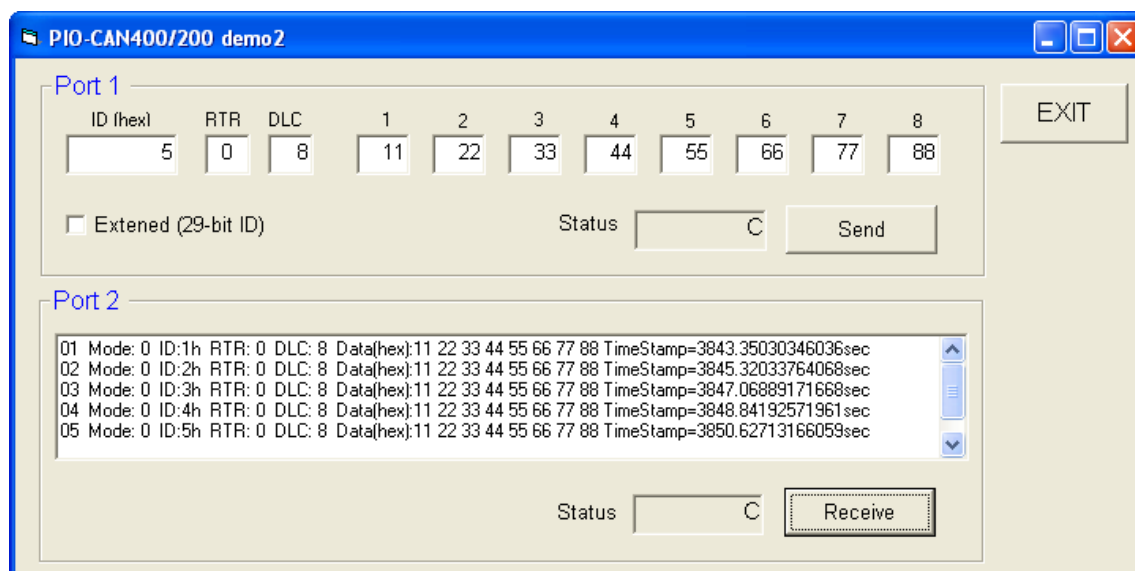 PIO-CAN400/200 demo2
Port 1
EXIT
ID (hex) RTR DLC 1 2 3 4 5 6 7 8
5 0 8 11 22 33 44 55 66 77 88
Extened (29-bit ID) Status C Send
Port 2
01 Mode: 0 ID:1h RTR: 0 DLC: 8 Data(hex):11 22 33 44 55 66 77 88 TimeStamp=3843.35030346036sec
02 Mode: 0 ID:2h RTR: 0 DLC: 8 Data(hex):11 22 33 44 55 66 77 88 TimeStamp=3845.32033764068sec
03 Mode: 0 ID:3h RTR: 0 DLC: 8 Data(hex):11 22 33 44 55 66 77 88 TimeStamp=3847.06889171668sec
04 Mode: 0 ID:4h RTR: 0 DLC: 8 Data(hex):11 22 33 44 55 66 77 88 TimeStamp=3848.84192571961sec
05 Mode: 0 ID:5h RTR: 0 DLC: 8 Data(hex):11 22 33 44 55 66 77 88 TimeStamp=3850.62713166059sec
Status C Receive